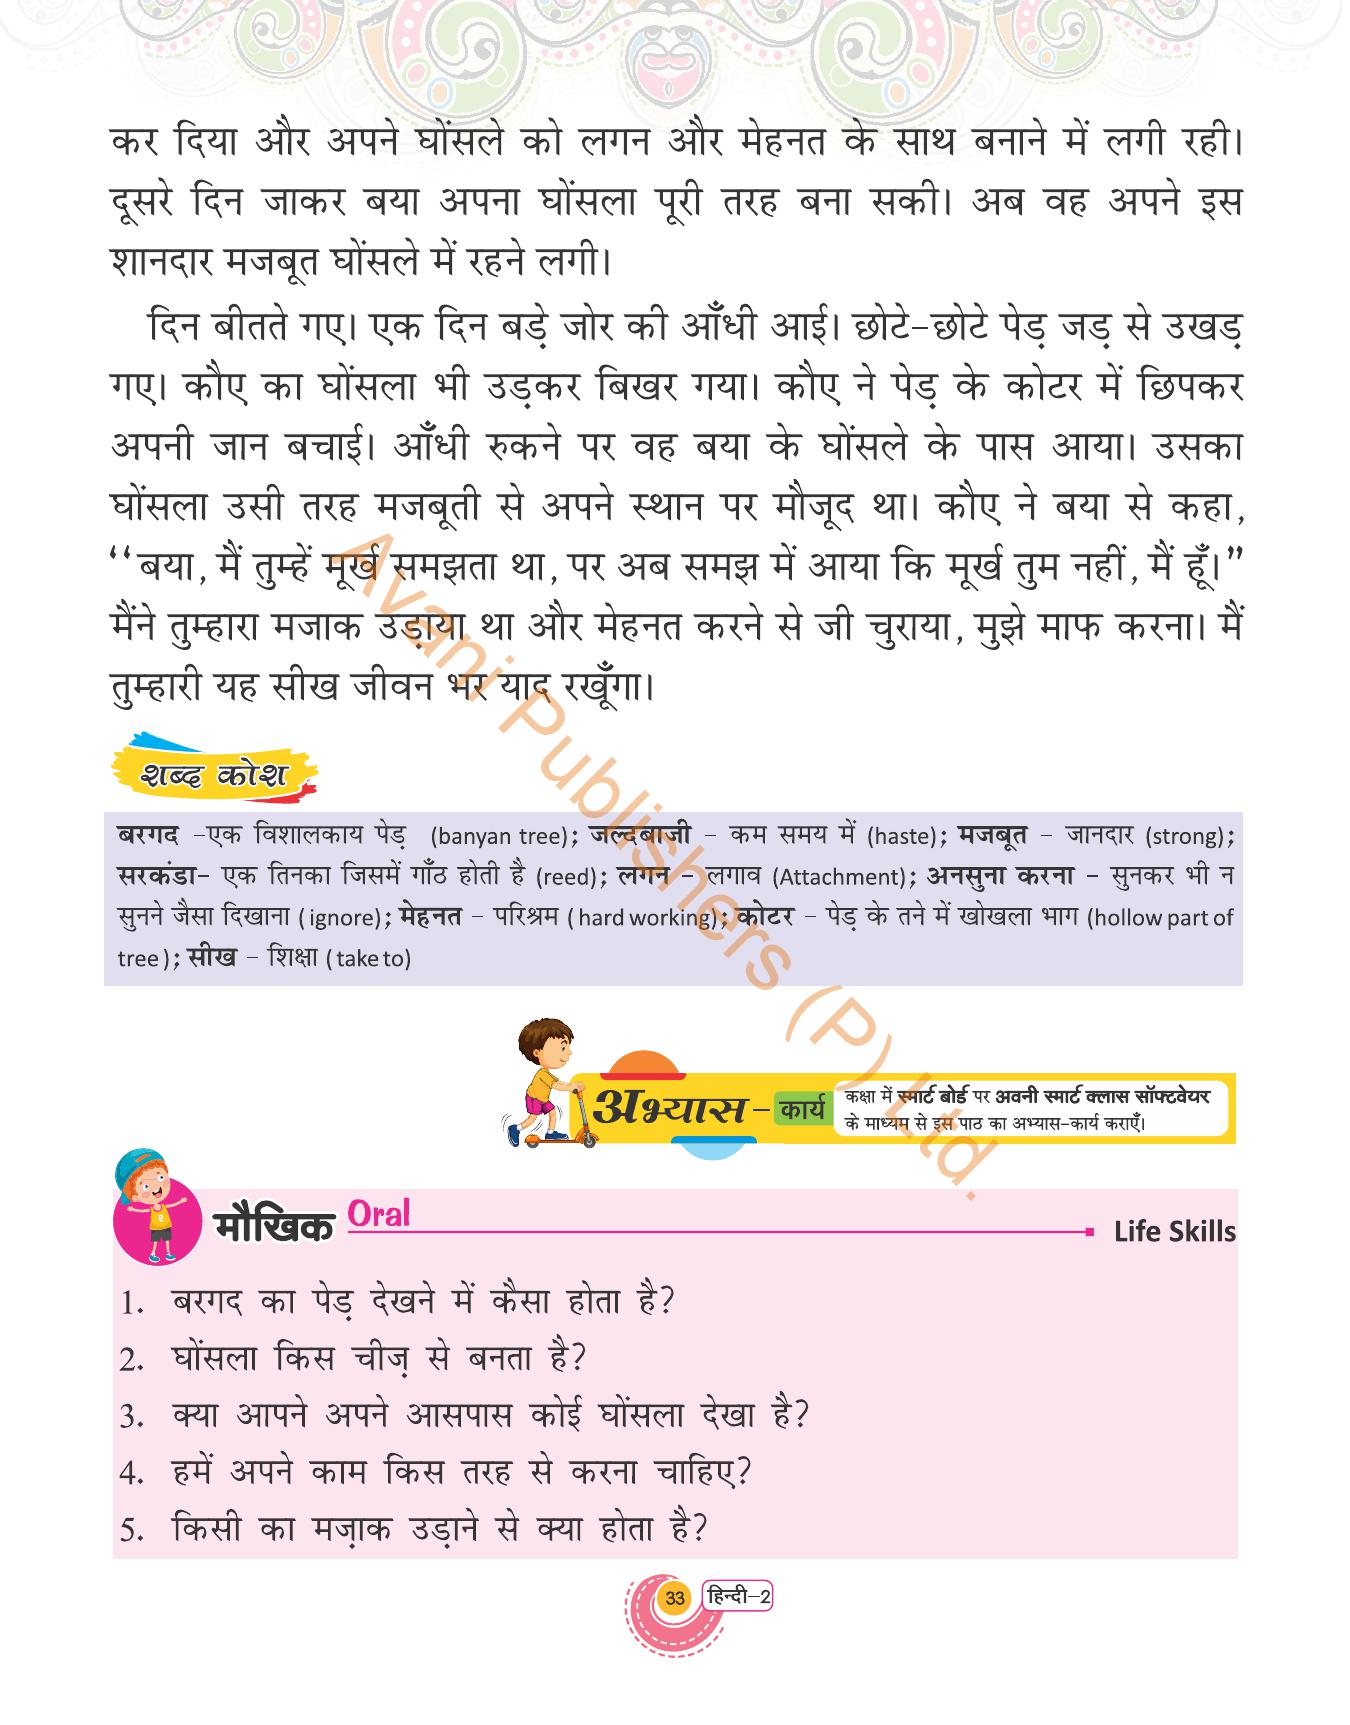 कर दिया और अपने घोंसले को लगन और मेहनत के साथ बनाने में लगी रही।
दूसरे दिन जाकर बया अपना घोंसला पूरी तरह बना सकी। अब वह अपने इस
शानदार मजबूत घोंसले में रहने लगी।
दिन बीतते गए। एक दिन बड़े जोर की आँधी आई। छोटे-छोटे पेड़ जड़ से उखड़
गए। कौए का घोंसला भी उड़कर बिखर गया। कौए ने पेड़ के कोटर में छिपकर
अपनी जान बचाई। आँधी रुकने पर वह बया के घोंसले के पास आया। उसका
घोंसला उसी तरह मजबूती से अपने स्थान पर मौजूद था। कौए ने बया से कहा,
“बया, मैं तुम्हें मूर्ख समझता था, पर अब समझ में आया कि मूर्ख तुम नहीं, मैं हूँ।”
मैंने तुम्हारा मजाक उड़ाया था और मेहनत करने से जी चुराया, मुझे माफ करना। मैं
तुम्हारी यह सीख जीवन भर याद रखूँगा।
Avani Publishers (P) Ltd.
शब्द कोश
बरगद -एक विशालकाय पेड़ (banyan tree); जल्दबाजी - कम समय में (haste); मजबूत - जानदार (strong);
सरकंडा- एक तिनका जिसमें गाँठ होती है (reed); लगन - लगाव (Attachment); अनसुना करना - सुनकर भी न
सुनने जैसा दिखाना ( ignore); मेहनत - परिश्रम ( hard working); कोटर - पेड़ के तने में खोखला भाग (hollow part of
tree ); सीख - शिक्षा ( take to)
अभ्यास - कार्य
कक्षा में स्मार्ट बोर्ड पर अवनी स्मार्ट क्लास सॉफ्टवेयर
के माध्यम से इस पाठ का अभ्यास-कार्य कराएँ।
मौखिक Oral Life Skills
1. बरगद का पेड़ देखने में कैसा होता है?
2. घोंसला किस चीज़ से बनता है?
3. क्या आपने अपने आसपास कोई घोंसला देखा है?
4. हमें अपने काम किस तरह से करना चाहिए?
5. किसी का मज़ाक उड़ाने से क्या होता है?
33 हिन्दी-2